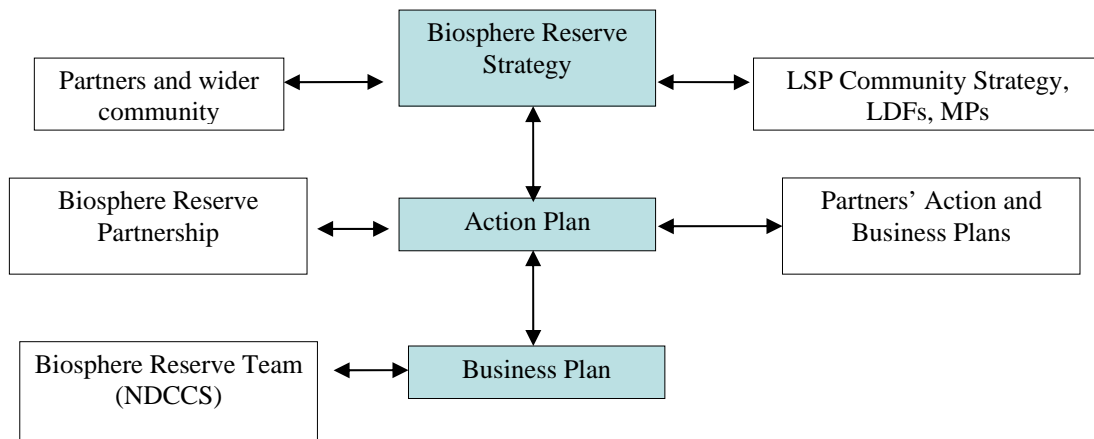 Biosphere Reserve
Strategy
Partners and wider
community
LSP Community Strategy,
LDFs, MPs
Biosphere Reserve
Partnership
Action Plan
Partners’ Action and
Business Plans
Biosphere Reserve Team
(NDCCS)
Business Plan